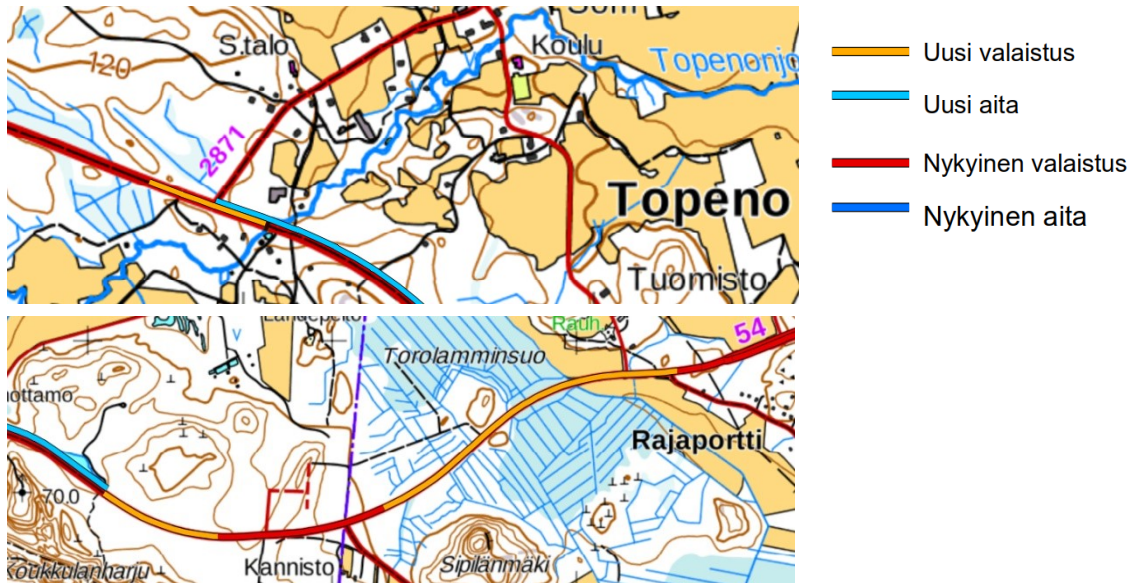 S.talo
Koulu
Topenonjo
120
2871
Topeno
Tuomisto
Rauh
54
Torolamminsuo
ottamo
Rajaportti
70.0
Koukkulanharju
Kannisto
Sipilänmäki
Uusi valaistus
Uusi aita
Nykyinen valaistus
Nykyinen aita